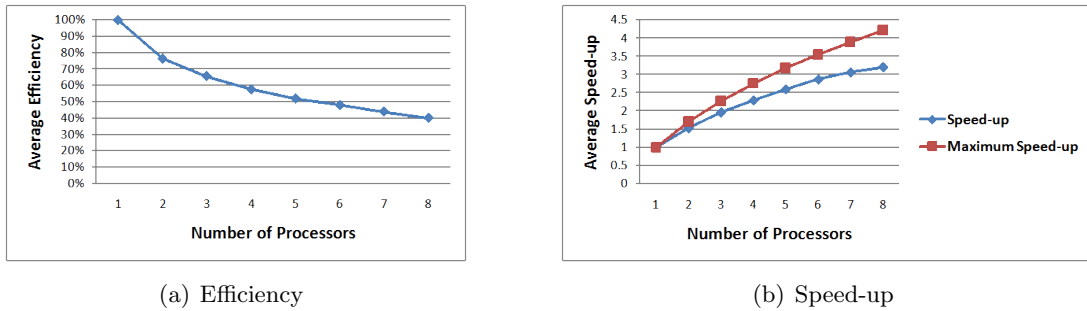 Average Efficiency
100%
90%
80%
70%
60%
50%
40%
30%
20%
10%
0%
1 2 3 4 5 6 7 8
Number of Processors
(a) Efficiency
Average Speed-up
4.5
4
3.5
3
2.5
2
1.5
1
0.5
0
1 2 3 4 5 6 7 8
Number of Processors
Speed-up
Maximum Speed-up
(b) Speed-up